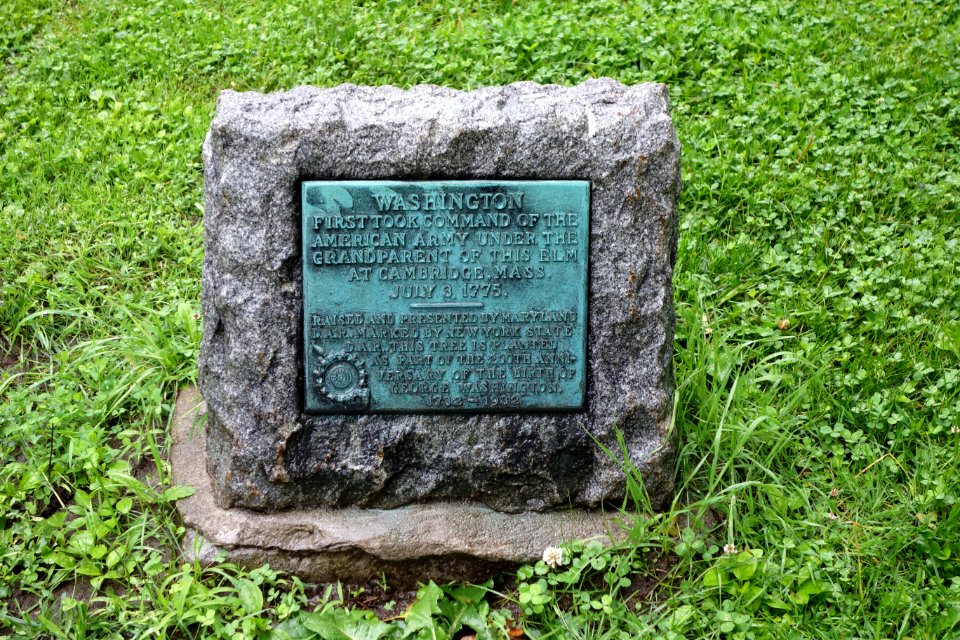 WASHINGTON
FIRST TOOK COMMAND OF THE
AMERICAN ARMY UNDER THE
GRANDPARENT OF THIS ELM
AT CAMBRIDGE, MASS.
JULY 3, 1775.
RAISED AND PRESENTED BY MARYLAND
D.A.R., MARKED BY NEW YORK STATE
D.A.R. THIS TREE IS PLANTED
AS PART OF THE 200TH ANNI-
VERSARY OF THE BIRTH OF
GEORGE WASHINGTON.
1732-1932.